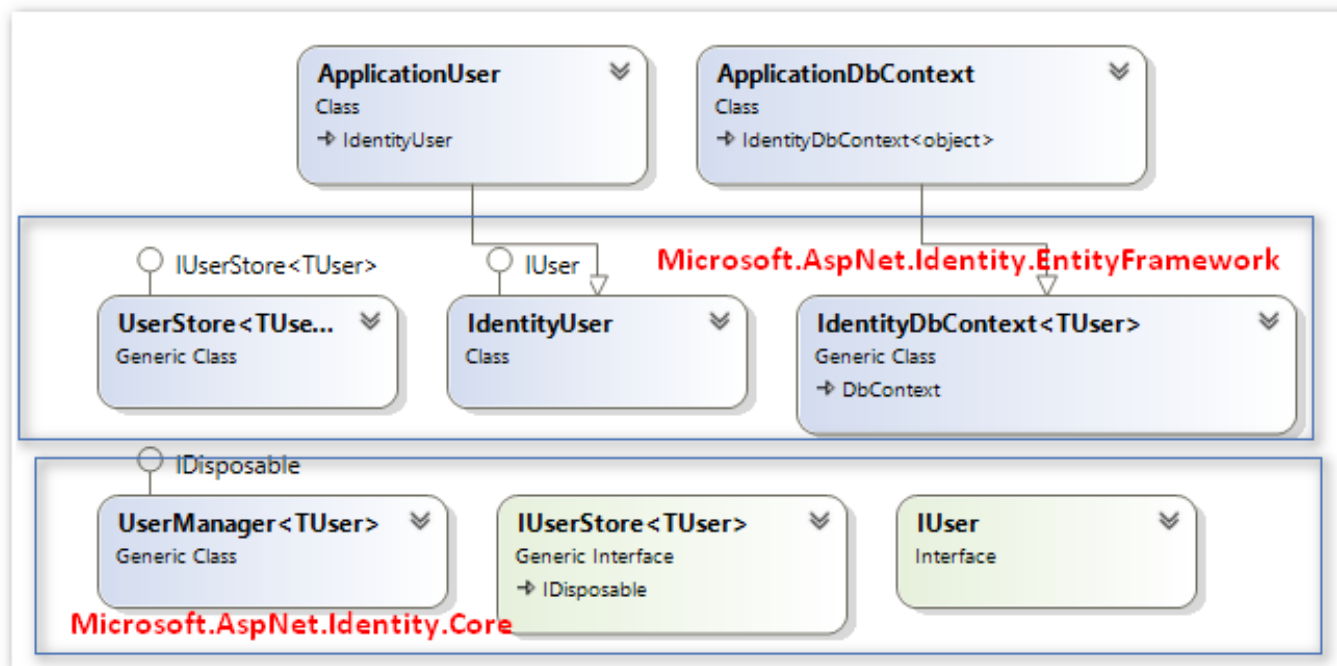 ApplicationUser
Class
IdentityUser
ApplicationDbContext
Class
IdentityDbContext<object>
IUserStore<TUser>
IUser
Microsoft.AspNet.Identity.EntityFramework
UserStore<TUse...
Generic Class
IdentityUser
Class
IdentityDbContext<TUser>
Generic Class
DbContext
IDisposable
UserManager<TUser>
Generic Class
IUserStore<TUser>
Generic Interface
IDisposable
IUser
Interface
Microsoft.AspNet.Identity.Core